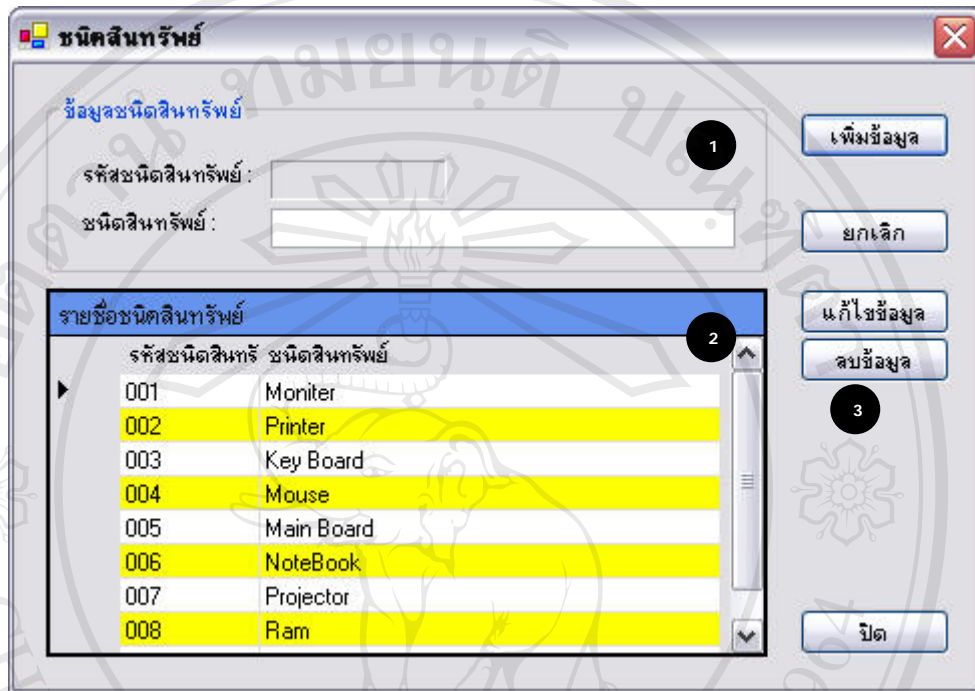 ชนิดสินทรัพย์
ข้อมูลชนิดสินทรัพย์
1
เพิ่มข้อมูล
รหัสชนิดสินทรัพย์ :
ชนิดสินทรัพย์ :
ยกเลิก
รายชื่อชนิดสินทรัพย์
2
แก้ไขข้อมูล
รหัสชนิดสินทรั ชนิดสินทรัพย์
ลบข้อมูล
001 Moniter
3
002 Printer
003 Key Board
004 Mouse
005 Main Board
006 NoteBook
007 Projector
008 Ram
ปิด